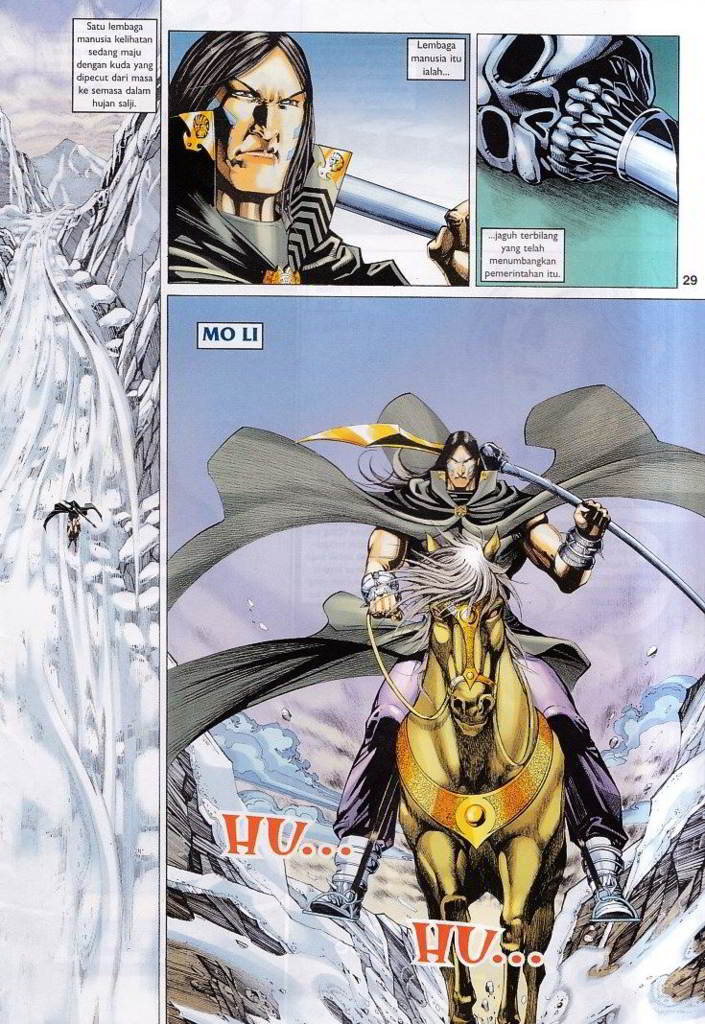 Satu lembaga
manusia kelihatan
sedang maju
dengan kuda yang
dipecut dari masa
ke semasa dalam
hujan salji.
Lembaga
manusia itu
ialah...
...jaguh terbilang
yang telah
menumbangkan
pemerintahan itu.
29
MO LI
HU...
HU...